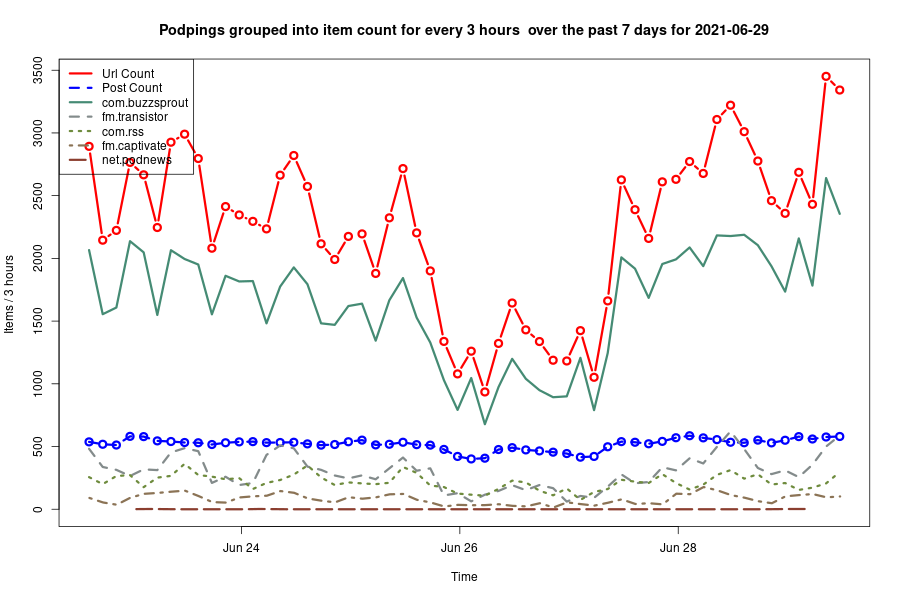 Podpings grouped into item count for every 3 hours  over the past 7 days for 2021-06-29
Url Count
Post Count
com.buzzsprout
fm.transistor
com.rss
fm.captivate
net.podnews
3500
3000
2500
2000
1500
1000
500
0
Items / 3 hours
Jun 24
Jun 26
Jun 28
Time